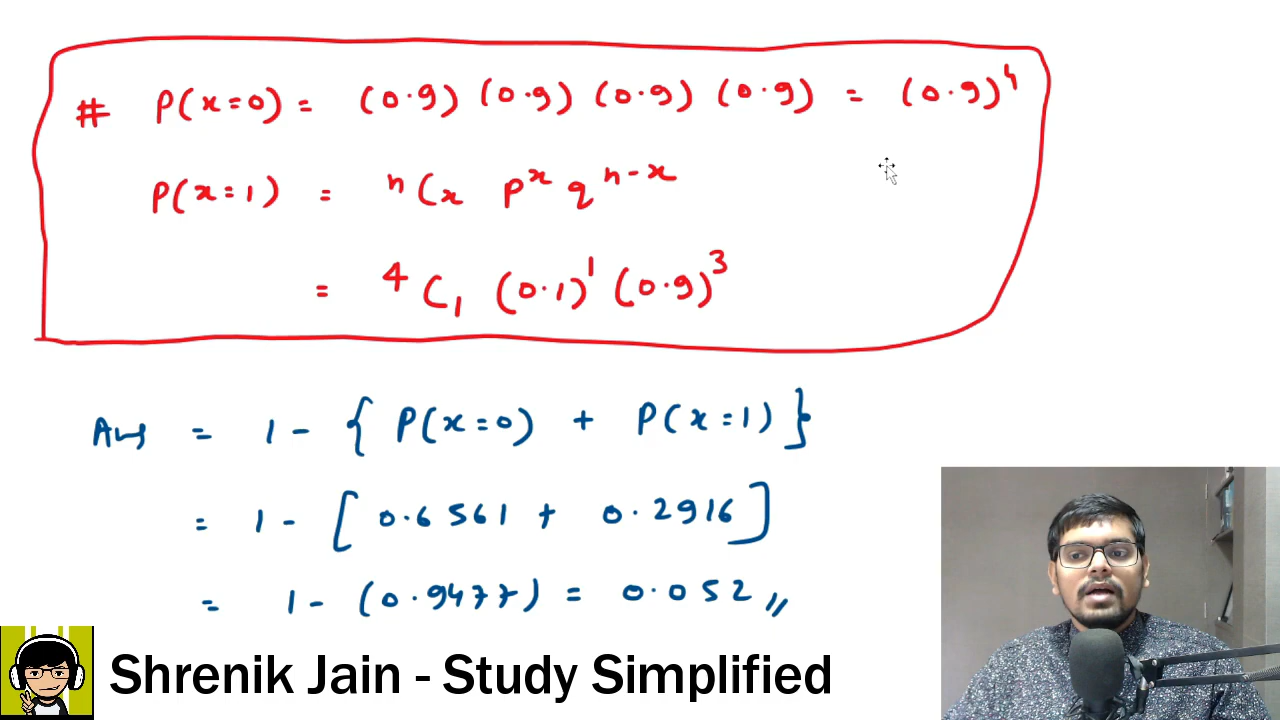 # P(x=0) = (0.9) (0.9) (0.9) (0.9) = (0.9)⁴
P(x=1) = ⁿCₓ pˣ qⁿ⁻ˣ
= ⁴C₁ (0.1)¹ (0.9)³
Ans = 1 - { P(x=0) + P(x=1) }
= 1 - [ 0.6561 + 0.2916 ]
= 1 - (0.9477) = 0.052 //
Shrenik Jain - Study Simplified